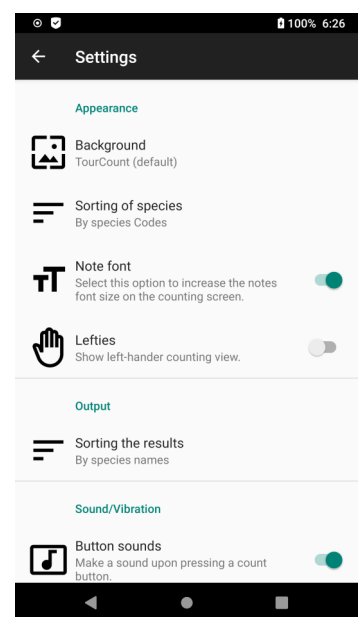 100% 6:26
Settings
Appearance
Background
TourCount (default)
Sorting of species
By species Codes
Note font
Select this option to increase the notes
font size on the counting screen.
Lefties
Show left-hander counting view.
Output
Sorting the results
By species names
Sound/Vibration
Button sounds
Make a sound upon pressing a count
button.